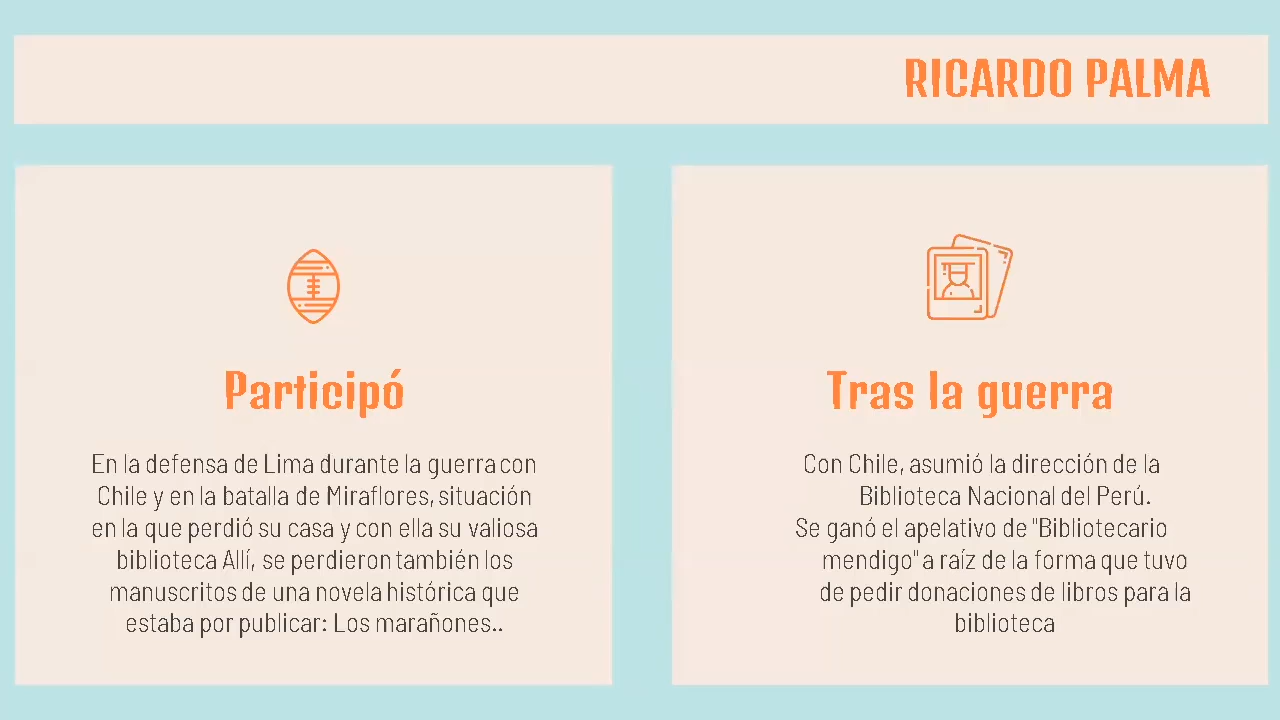 RICARDO PALMA
Participó
En la defensa de Lima durante la guerra con
Chile y en la batalla de Miraflores, situación
en la que perdió su casa y con ella su valiosa
biblioteca Allí, se perdieron también los
manuscritos de una novela histórica que
estaba por publicar: Los marañones..
Tras la guerra
Con Chile, asumió la dirección de la
Biblioteca Nacional del Perú.
Se ganó el apelativo de "Bibliotecario
mendigo" a raíz de la forma que tuvo
de pedir donaciones de libros para la
biblioteca